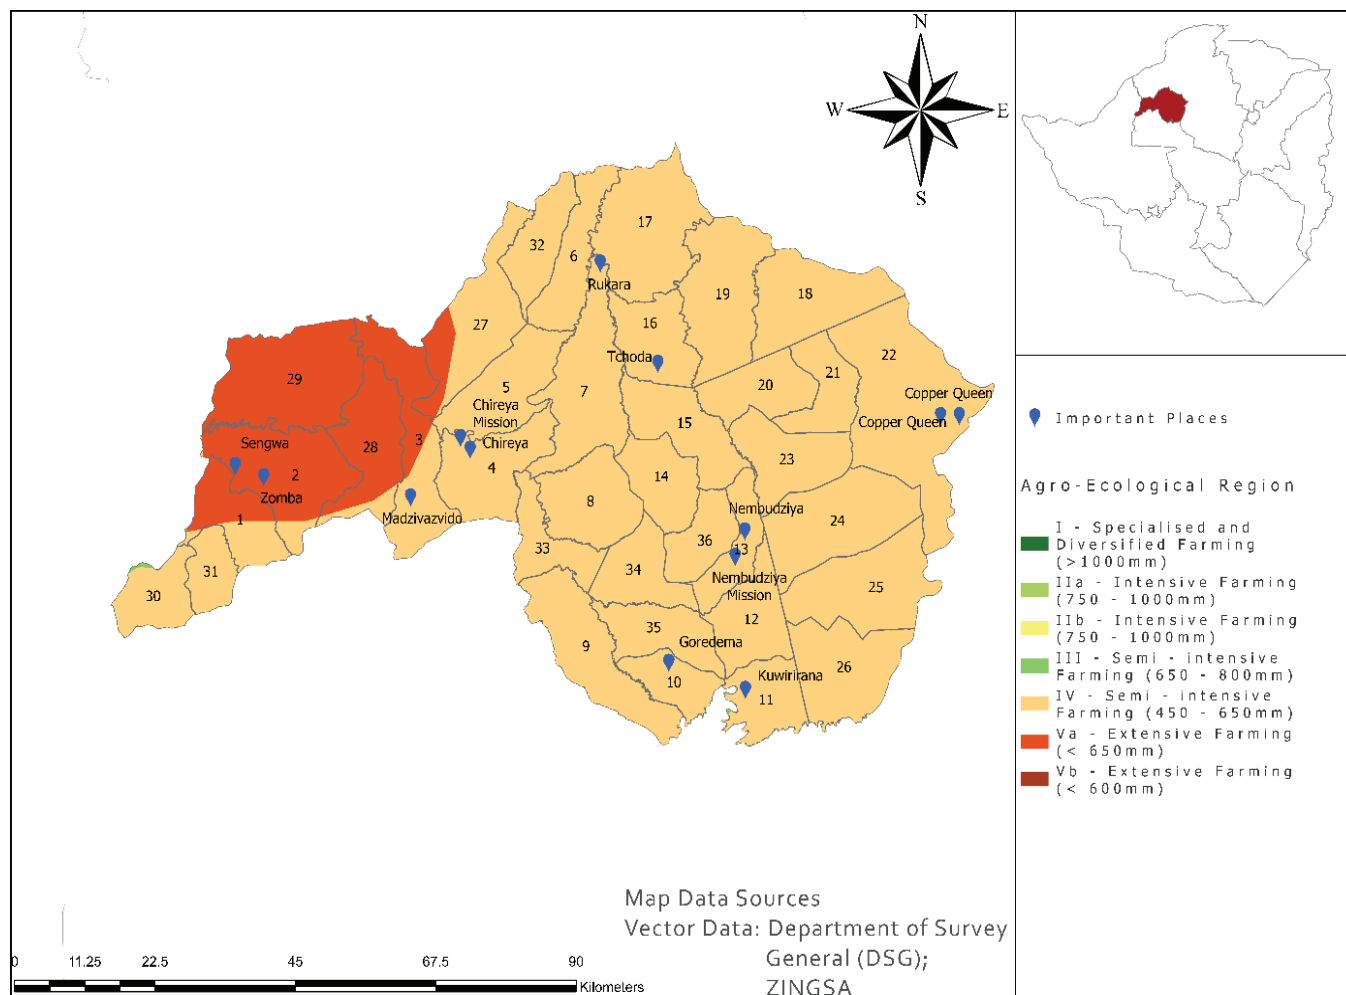 N
W
E
S
17
32
6
Rukara
19
18
27
16
22
Tchoda
29
5
7
20
21
Copper Queen
Chireya
Mission
Copper Queen
15
3
28
Sengwa
Chireya
4
23
2
14
Zomba
8
Madzivazvido
Nembudziya
1
24
36
13
33
34
Nembudziya
Mission
31
30
25
12
35
Goredema
9
26
10
Kuwirirana
11
Important Places
Agro-Ecological Region
I - Specialised and
Diversified Farming
(>1000mm)
IIa - Intensive Farming
(750 - 1000mm)
IIb - Intensive Farming
(750 - 1000mm)
III - Semi - intensive
Farming (650 - 800mm)
IV - Semi - intensive
Farming (450 - 650mm)
Va - Extensive Farming
(< 650mm)
Vb - Extensive Farming
(< 600mm)
Map Data Sources
Vector Data: Department of Survey
General (DSG);
ZINGSA
0 11.25 22.5 45 67.5 90
Kilometers